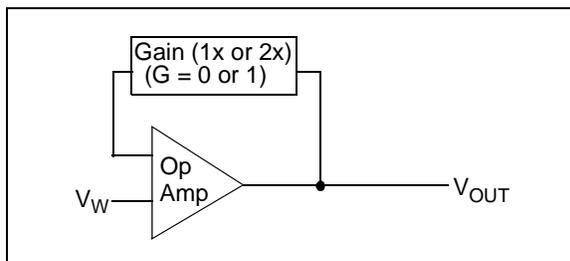 Gain (1x or 2x)
(G = 0 or 1)
Op
Amp
VW
VOUT